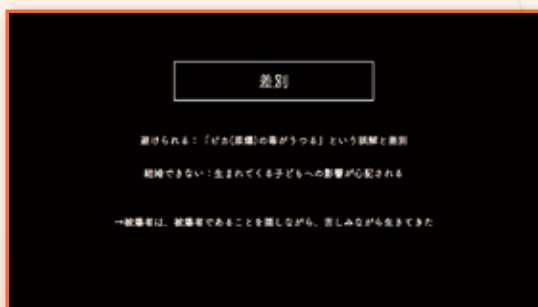 差別
避けられる：「ピカ(原爆)の毒がうつる」という誤解と差別
結婚できない：生まれてくる子どもへの影響が心配される
→被爆者は、被爆者であることを隠しながら、苦しみながら生きてきた